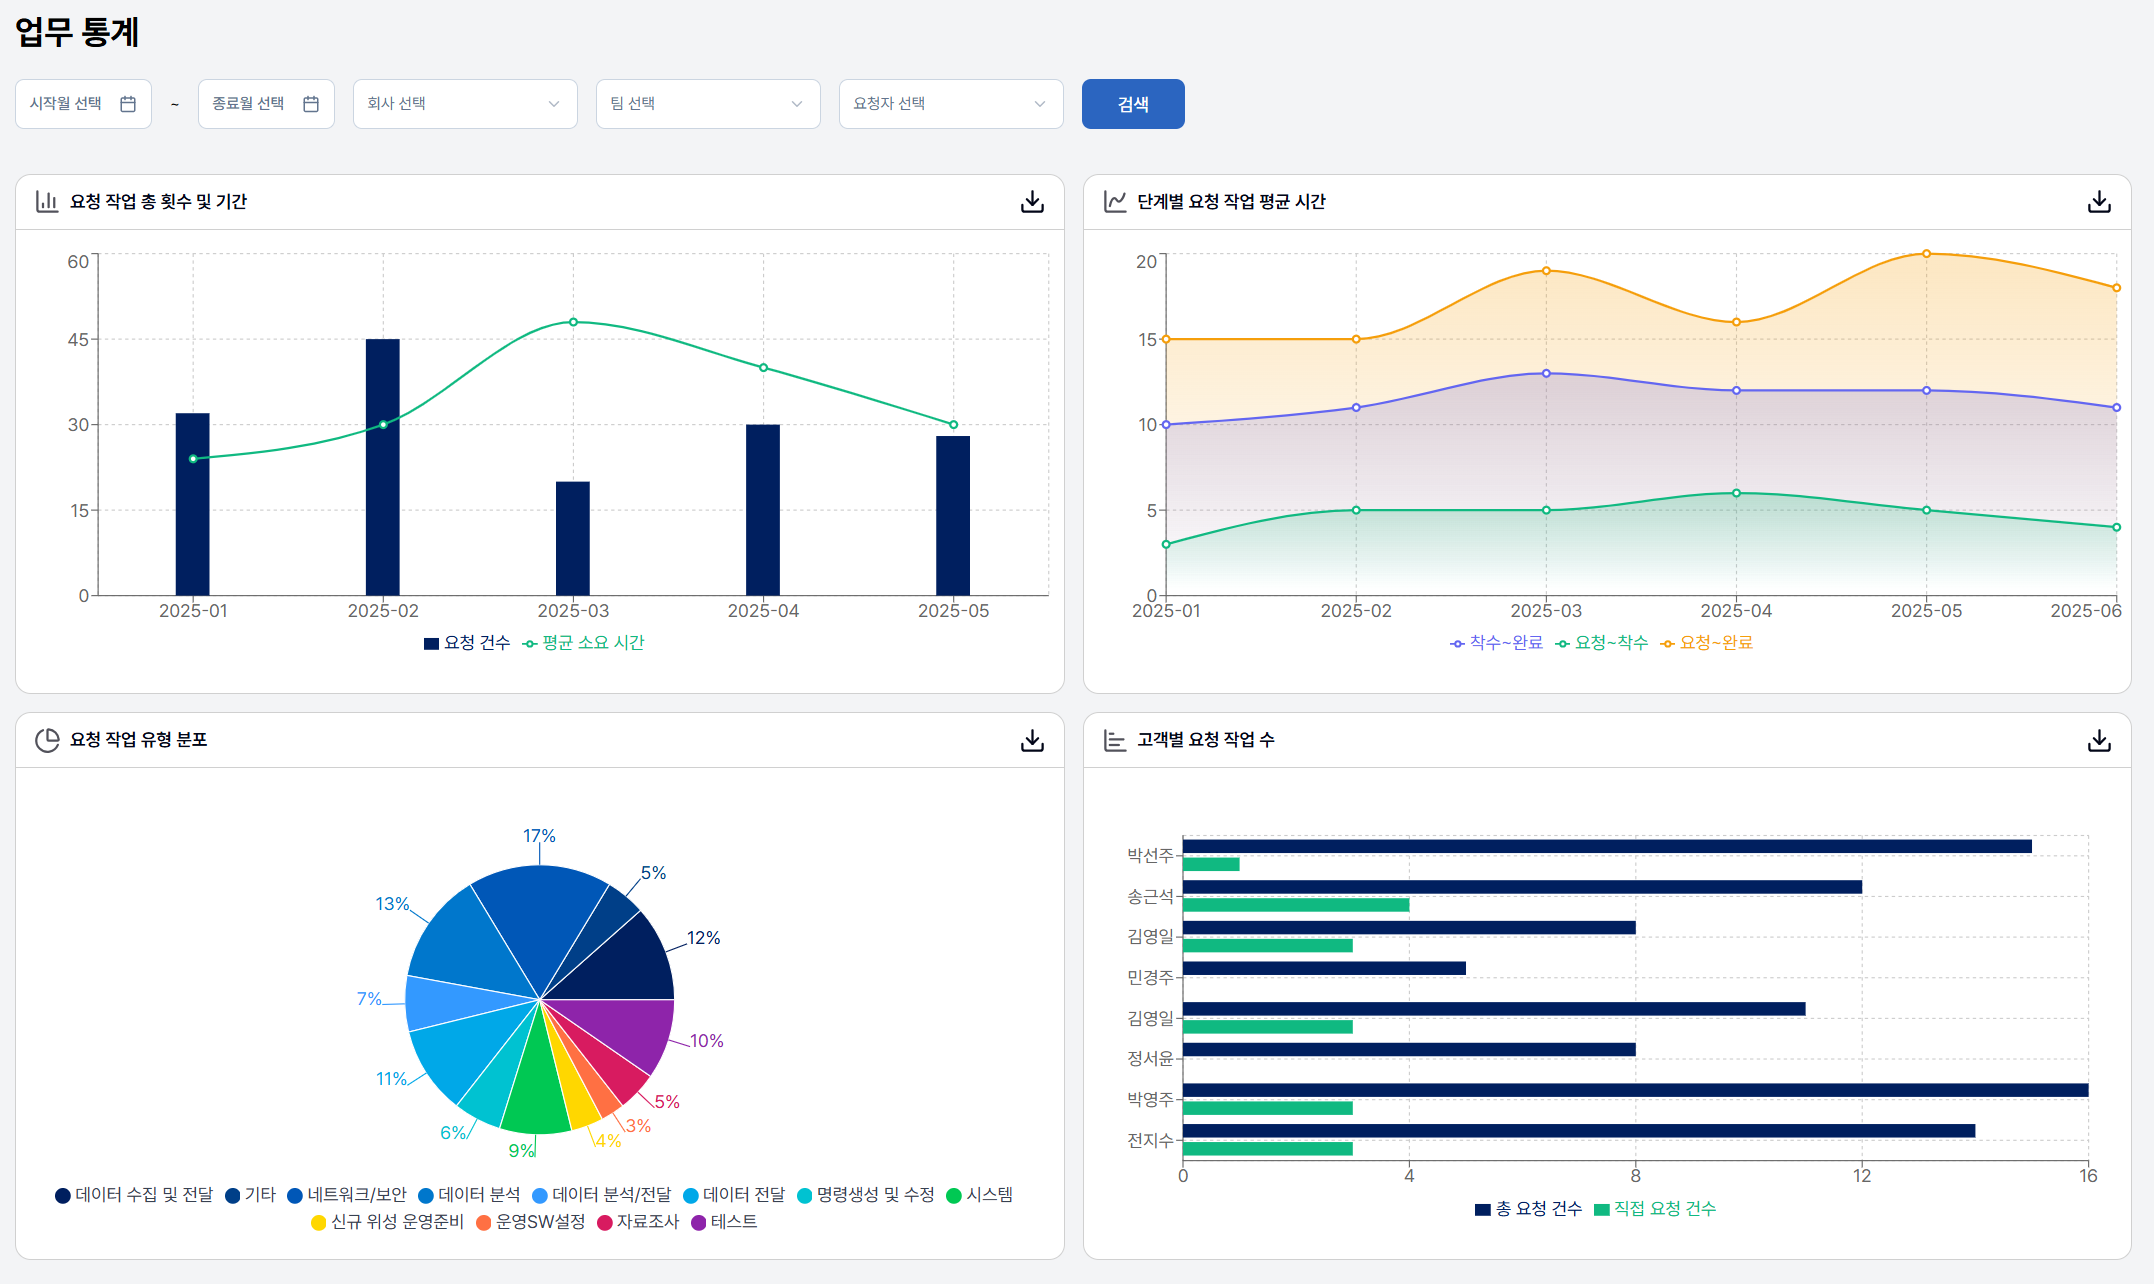 업무 통계
시작월 선택 ~ 종료월 선택 회사 선택 팀 선택 요청자 선택 검색
요청 작업 총 횟수 및 기간
60
45
30
15
0
2025-01 2025-02 2025-03 2025-04 2025-05
요청 건수 평균 소요 시간
단계별 요청 작업 평균 시간
20
15
10
5
0
2025-01 2025-02 2025-03 2025-04 2025-05 2025-06
착수~완료 요청~착수 요청~완료
요청 작업 유형 분포
17%
5%
13%
12%
7%
10%
11%
5%
3%
6%
4%
9%
데이터 수집 및 전달 기타 네트워크/보안 데이터 분석 데이터 분석/전달 데이터 전달 명령생성 및 수정 시스템
신규 위성 운영준비 운영SW설정 자료조사 테스트
고객별 요청 작업 수
박선주
송근석
김영일
민경주
김영일
정서윤
박영주
전지수
0 4 8 12 16
총 요청 건수 직접 요청 건수